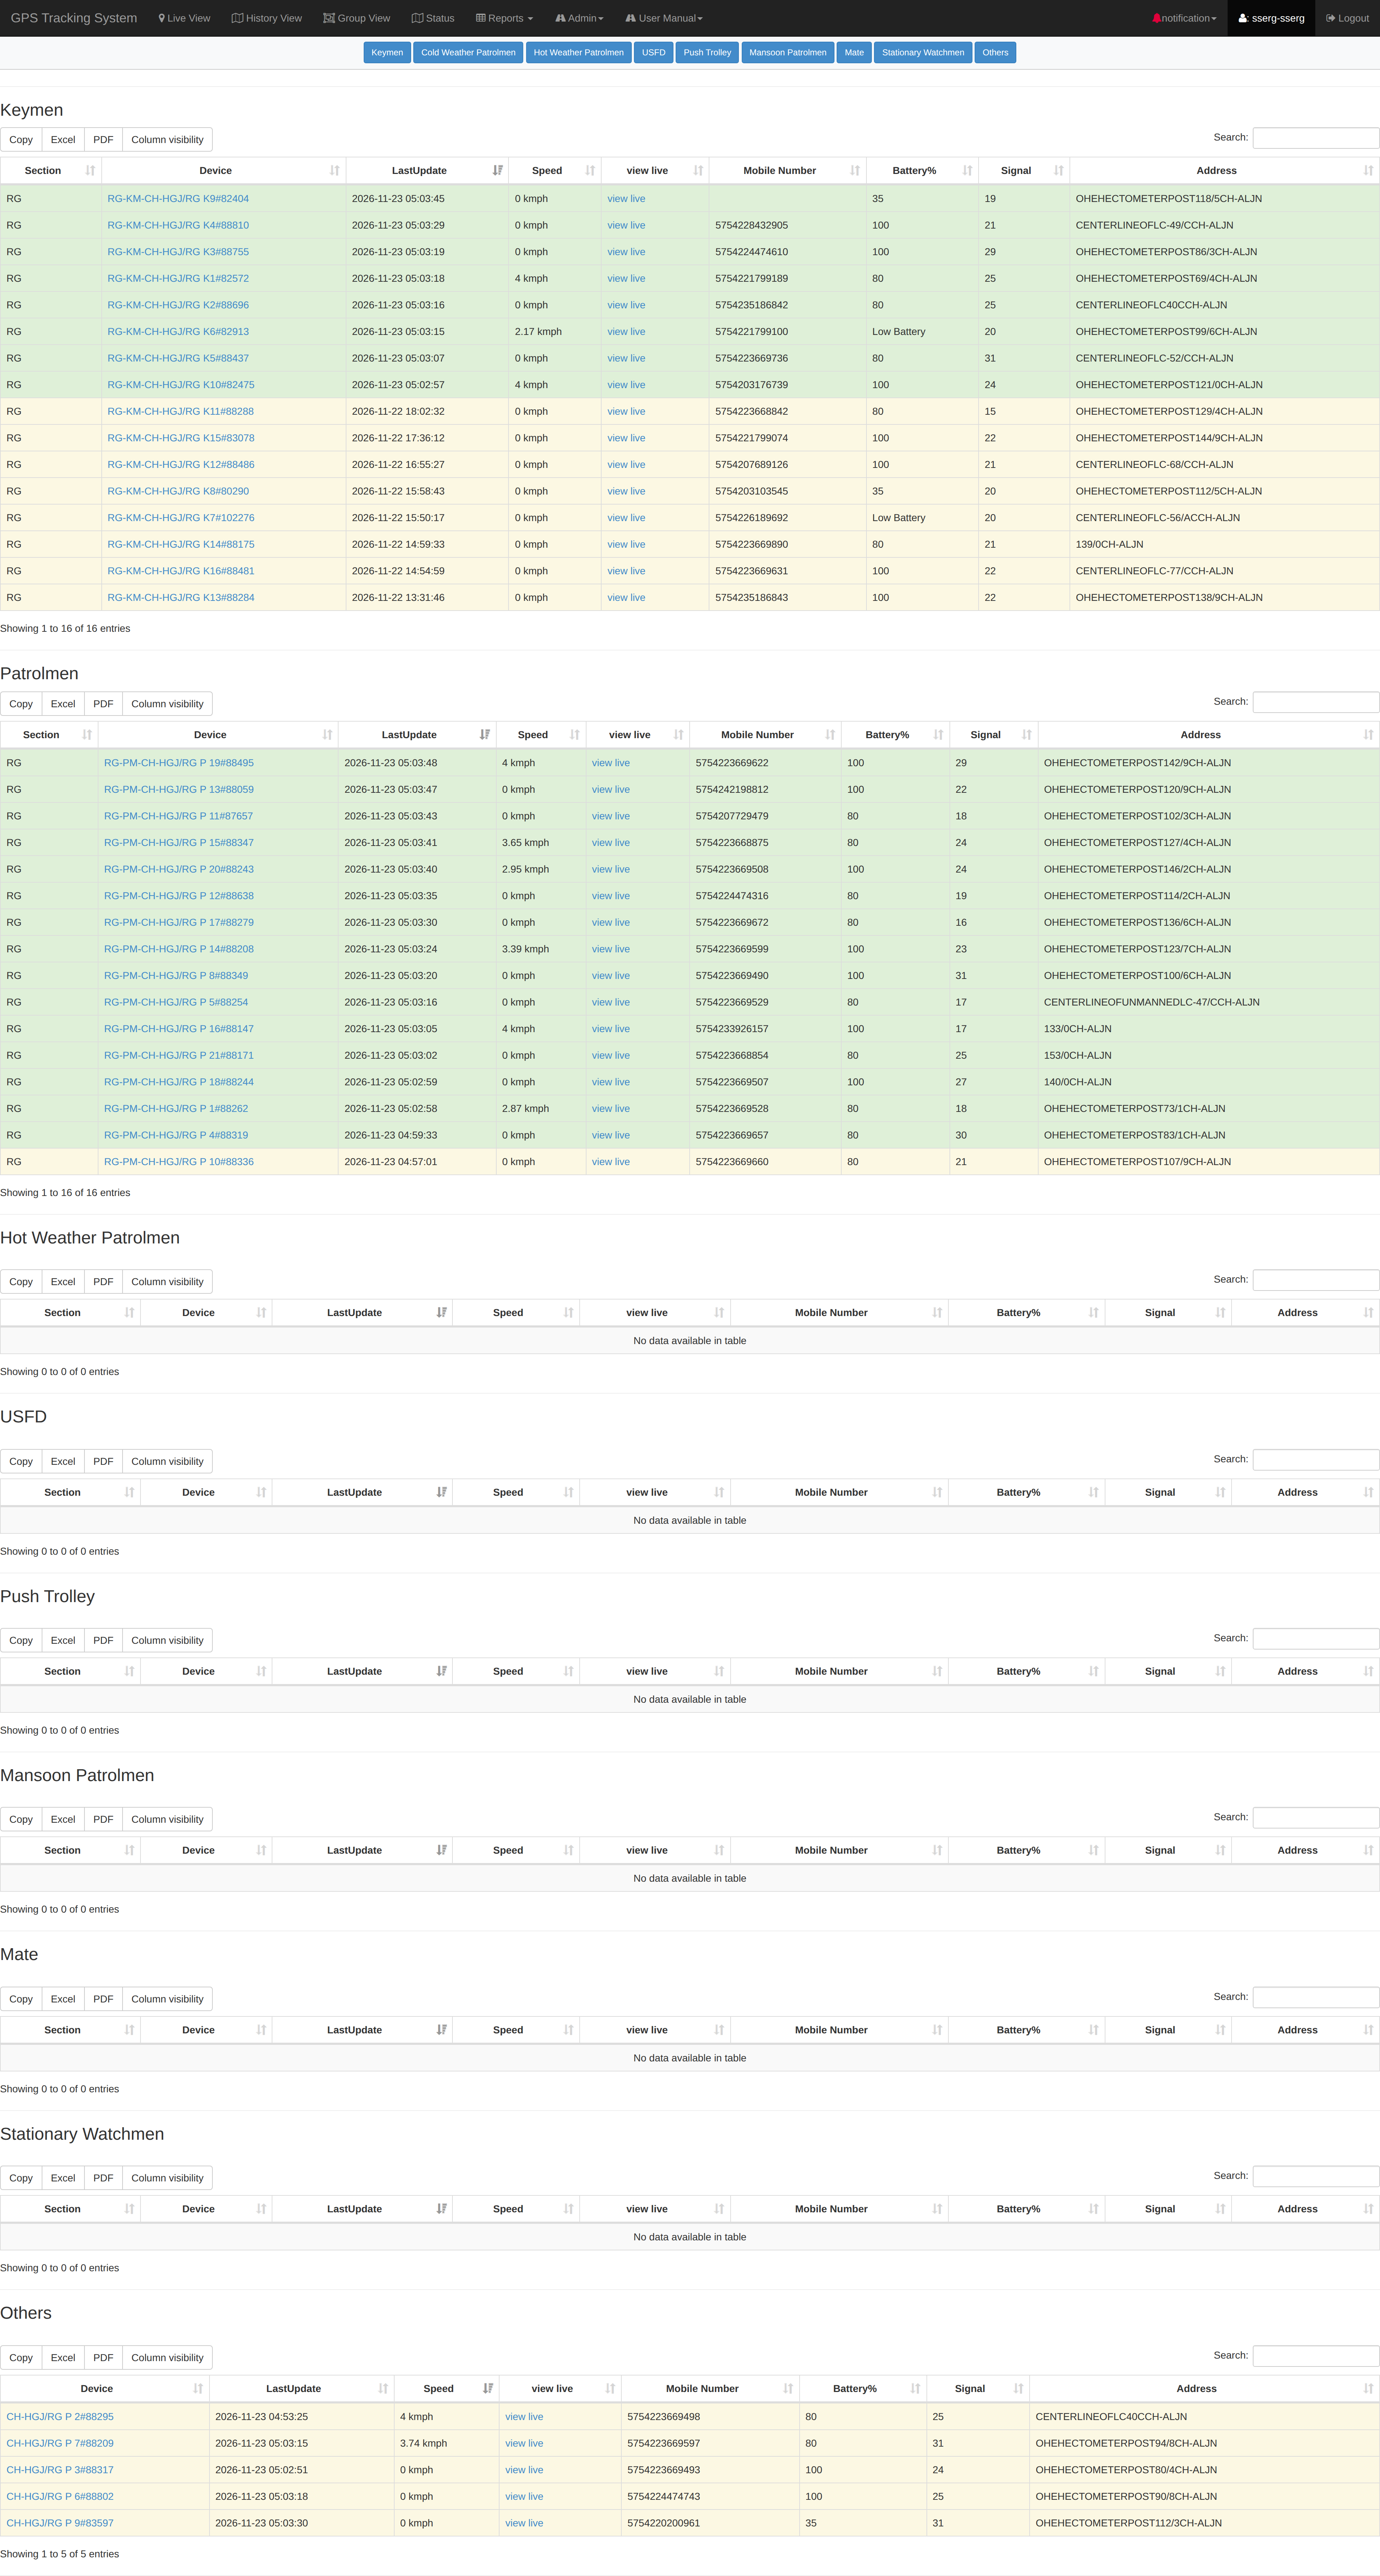 GPS Tracking System Live View History View Group View Status Reports Admin User Manual notification : sserg-sserg Logout
Keymen Cold Weather Patrolmen Hot Weather Patrolmen USFD Push Trolley Mansoon Patrolmen Mate Stationary Watchmen Others
Keymen
Copy Excel PDF Column visibility Search:
Section Device LastUpdate Speed view live Mobile Number Battery% Signal Address
RG RG-KM-CH-HGJ/RG K9#82404 2026-11-23 05:03:45 0 kmph view live 35 19 OHEHECTOMETERPOST118/5CH-ALJN
RG RG-KM-CH-HGJ/RG K4#88810 2026-11-23 05:03:29 0 kmph view live 5754228432905 100 21 CENTERLINEOFLC-49/CCH-ALJN
RG RG-KM-CH-HGJ/RG K3#88755 2026-11-23 05:03:19 0 kmph view live 5754224474610 100 29 OHEHECTOMETERPOST86/3CH-ALJN
RG RG-KM-CH-HGJ/RG K1#82572 2026-11-23 05:03:18 4 kmph view live 5754221799189 80 25 OHEHECTOMETERPOST69/4CH-ALJN
RG RG-KM-CH-HGJ/RG K2#88696 2026-11-23 05:03:16 0 kmph view live 5754235186842 80 25 CENTERLINEOFLC40CCH-ALJN
RG RG-KM-CH-HGJ/RG K6#82913 2026-11-23 05:03:15 2.17 kmph view live 5754221799100 Low Battery 20 OHEHECTOMETERPOST99/6CH-ALJN
RG RG-KM-CH-HGJ/RG K5#88437 2026-11-23 05:03:07 0 kmph view live 5754223669736 80 31 CENTERLINEOFLC-52/CCH-ALJN
RG RG-KM-CH-HGJ/RG K10#82475 2026-11-23 05:02:57 4 kmph view live 5754203176739 100 24 OHEHECTOMETERPOST121/0CH-ALJN
RG RG-KM-CH-HGJ/RG K11#88288 2026-11-22 18:02:32 0 kmph view live 5754223668842 80 15 OHEHECTOMETERPOST129/4CH-ALJN
RG RG-KM-CH-HGJ/RG K15#83078 2026-11-22 17:36:12 0 kmph view live 5754221799074 100 22 OHEHECTOMETERPOST144/9CH-ALJN
RG RG-KM-CH-HGJ/RG K12#88486 2026-11-22 16:55:27 0 kmph view live 5754207689126 100 21 CENTERLINEOFLC-68/CCH-ALJN
RG RG-KM-CH-HGJ/RG K8#80290 2026-11-22 15:58:43 0 kmph view live 5754203103545 35 20 OHEHECTOMETERPOST112/5CH-ALJN
RG RG-KM-CH-HGJ/RG K7#102276 2026-11-22 15:50:17 0 kmph view live 5754226189692 Low Battery 20 CENTERLINEOFLC-56/ACCH-ALJN
RG RG-KM-CH-HGJ/RG K14#88175 2026-11-22 14:59:33 0 kmph view live 5754223669890 80 21 139/0CH-ALJN
RG RG-KM-CH-HGJ/RG K16#88481 2026-11-22 14:54:59 0 kmph view live 5754223669631 100 22 CENTERLINEOFLC-77/CCH-ALJN
RG RG-KM-CH-HGJ/RG K13#88284 2026-11-22 13:31:46 0 kmph view live 5754235186843 100 22 OHEHECTOMETERPOST138/9CH-ALJN
Showing 1 to 16 of 16 entries
Patrolmen
Copy Excel PDF Column visibility Search:
Section Device LastUpdate Speed view live Mobile Number Battery% Signal Address
RG RG-PM-CH-HGJ/RG P 19#88495 2026-11-23 05:03:48 4 kmph view live 5754223669622 100 29 OHEHECTOMETERPOST142/9CH-ALJN
RG RG-PM-CH-HGJ/RG P 13#88059 2026-11-23 05:03:47 0 kmph view live 5754242198812 100 22 OHEHECTOMETERPOST120/9CH-ALJN
RG RG-PM-CH-HGJ/RG P 11#87657 2026-11-23 05:03:43 0 kmph view live 5754207729479 80 18 OHEHECTOMETERPOST102/3CH-ALJN
RG RG-PM-CH-HGJ/RG P 15#88347 2026-11-23 05:03:41 3.65 kmph view live 5754223668875 80 24 OHEHECTOMETERPOST127/4CH-ALJN
RG RG-PM-CH-HGJ/RG P 20#88243 2026-11-23 05:03:40 2.95 kmph view live 5754223669508 100 24 OHEHECTOMETERPOST146/2CH-ALJN
RG RG-PM-CH-HGJ/RG P 12#88638 2026-11-23 05:03:35 0 kmph view live 5754224474316 80 19 OHEHECTOMETERPOST114/2CH-ALJN
RG RG-PM-CH-HGJ/RG P 17#88279 2026-11-23 05:03:30 0 kmph view live 5754223669672 80 16 OHEHECTOMETERPOST136/6CH-ALJN
RG RG-PM-CH-HGJ/RG P 14#88208 2026-11-23 05:03:24 3.39 kmph view live 5754223669599 100 23 OHEHECTOMETERPOST123/7CH-ALJN
RG RG-PM-CH-HGJ/RG P 8#88349 2026-11-23 05:03:20 0 kmph view live 5754223669490 100 31 OHEHECTOMETERPOST100/6CH-ALJN
RG RG-PM-CH-HGJ/RG P 5#88254 2026-11-23 05:03:16 0 kmph view live 5754223669529 80 17 CENTERLINEOFUNMANNEDLC-47/CCH-ALJN
RG RG-PM-CH-HGJ/RG P 16#88147 2026-11-23 05:03:05 4 kmph view live 5754233926157 100 17 133/0CH-ALJN
RG RG-PM-CH-HGJ/RG P 21#88171 2026-11-23 05:03:02 0 kmph view live 5754223668854 80 25 153/0CH-ALJN
RG RG-PM-CH-HGJ/RG P 18#88244 2026-11-23 05:02:59 0 kmph view live 5754223669507 100 27 140/0CH-ALJN
RG RG-PM-CH-HGJ/RG P 1#88262 2026-11-23 05:02:58 2.87 kmph view live 5754223669528 80 18 OHEHECTOMETERPOST73/1CH-ALJN
RG RG-PM-CH-HGJ/RG P 4#88319 2026-11-23 04:59:33 0 kmph view live 5754223669657 80 30 OHEHECTOMETERPOST83/1CH-ALJN
RG RG-PM-CH-HGJ/RG P 10#88336 2026-11-23 04:57:01 0 kmph view live 5754223669660 80 21 OHEHECTOMETERPOST107/9CH-ALJN
Showing 1 to 16 of 16 entries
Hot Weather Patrolmen
Copy Excel PDF Column visibility Search:
Section Device LastUpdate Speed view live Mobile Number Battery% Signal Address
No data available in table
Showing 0 to 0 of 0 entries
USFD
Copy Excel PDF Column visibility Search:
Section Device LastUpdate Speed view live Mobile Number Battery% Signal Address
No data available in table
Showing 0 to 0 of 0 entries
Push Trolley
Copy Excel PDF Column visibility Search:
Section Device LastUpdate Speed view live Mobile Number Battery% Signal Address
No data available in table
Showing 0 to 0 of 0 entries
Mansoon Patrolmen
Copy Excel PDF Column visibility Search:
Section Device LastUpdate Speed view live Mobile Number Battery% Signal Address
No data available in table
Showing 0 to 0 of 0 entries
Mate
Copy Excel PDF Column visibility Search:
Section Device LastUpdate Speed view live Mobile Number Battery% Signal Address
No data available in table
Showing 0 to 0 of 0 entries
Stationary Watchmen
Copy Excel PDF Column visibility Search:
Section Device LastUpdate Speed view live Mobile Number Battery% Signal Address
No data available in table
Showing 0 to 0 of 0 entries
Others
Copy Excel PDF Column visibility Search:
Device LastUpdate Speed view live Mobile Number Battery% Signal Address
CH-HGJ/RG P 2#88295 2026-11-23 04:53:25 4 kmph view live 5754223669498 80 25 CENTERLINEOFLC40CCH-ALJN
CH-HGJ/RG P 7#88209 2026-11-23 05:03:15 3.74 kmph view live 5754223669597 80 31 OHEHECTOMETERPOST94/8CH-ALJN
CH-HGJ/RG P 3#88317 2026-11-23 05:02:51 0 kmph view live 5754223669493 100 24 OHEHECTOMETERPOST80/4CH-ALJN
CH-HGJ/RG P 6#88802 2026-11-23 05:03:18 0 kmph view live 5754224474743 100 25 OHEHECTOMETERPOST90/8CH-ALJN
CH-HGJ/RG P 9#83597 2026-11-23 05:03:30 0 kmph view live 5754220200961 35 31 OHEHECTOMETERPOST112/3CH-ALJN
Showing 1 to 5 of 5 entries